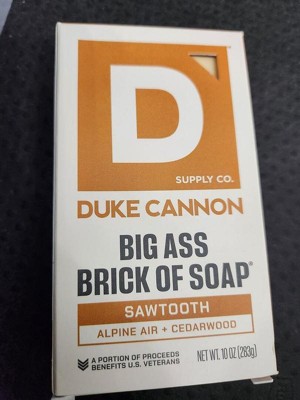 D
SUPPLY CO.
DUKE CANNON
BIG ASS
BRICK OF SOAP®
SAWTOOTH
ALPINE AIR + CEDARWOOD
A PORTION OF PROCEEDS
BENEFITS U.S. VETERANS
NET WT. 10 OZ (283g)